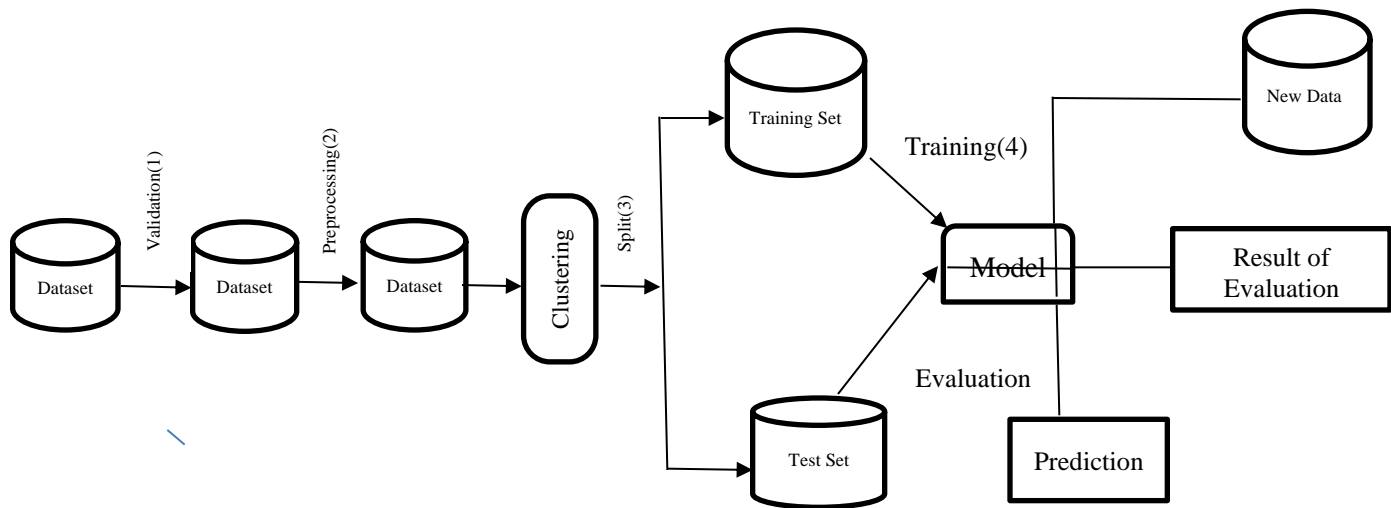 Dataset
Validation(1)
Dataset
Preprocessing(2)
Dataset
Clustering
Split(3)
Training Set
Test Set
Training(4)
Evaluation
Model
New Data
Result of
Evaluation
Prediction